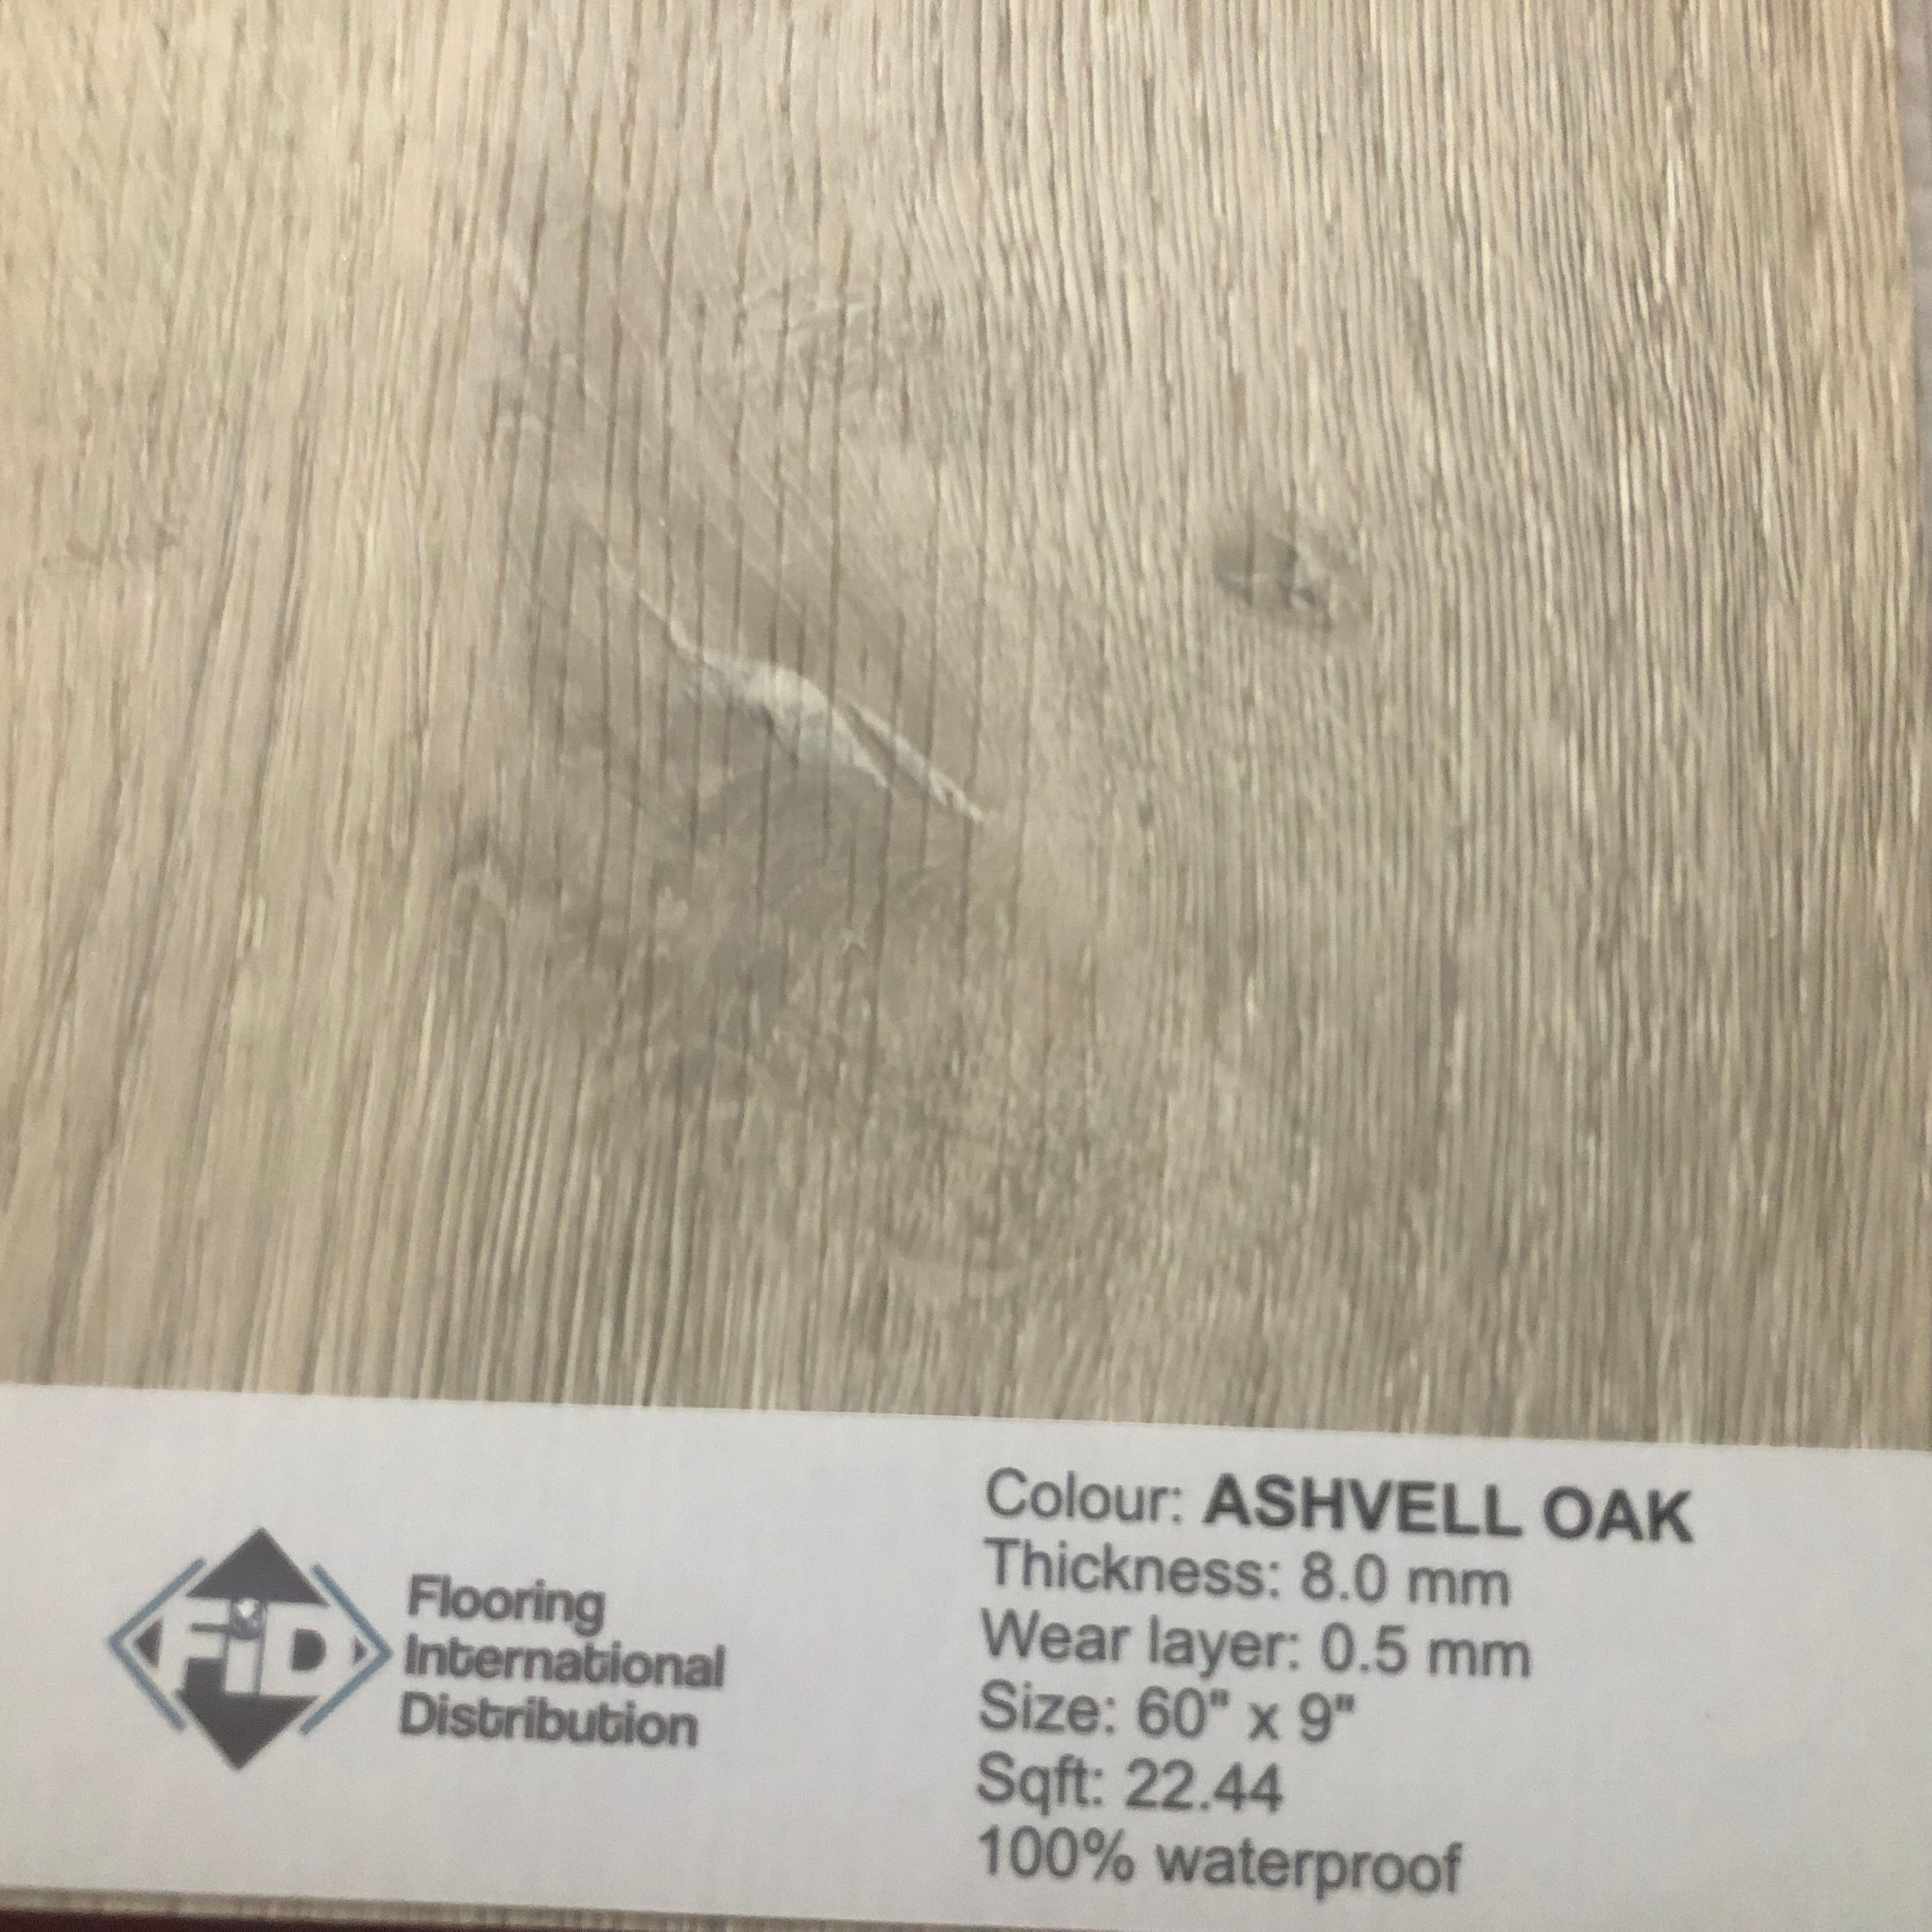 FiD
Flooring
International
Distribution
Colour: ASHVELL OAK
Thickness: 8.0 mm
Wear layer: 0.5 mm
Size: 60" x 9"
Sqft: 22.44
100% waterproof